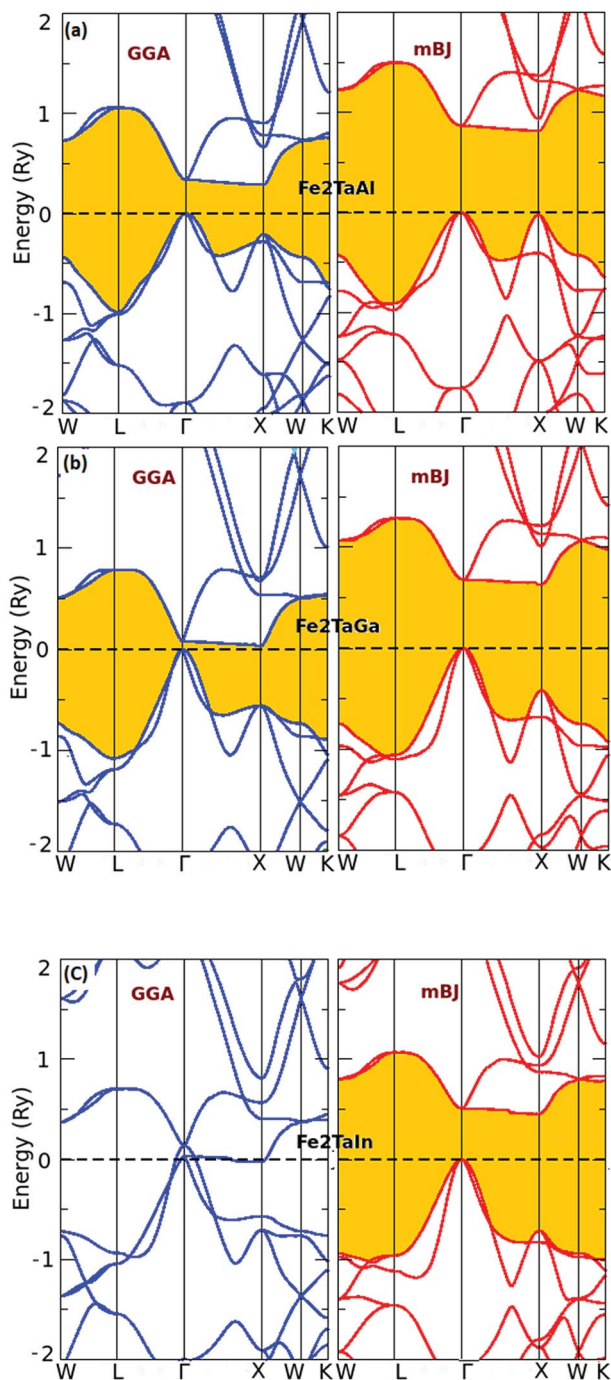 (a)
GGA
mBJ
2
1
0
-1
-2
Energy (Ry)
Fe2TaAl
W L Γ X W K
W L Γ X W K
(b)
GGA
mBJ
2
1
0
-1
-2
Energy (Ry)
Fe2TaGa
W L Γ X W K
W L Γ X W K
(C)
GGA
mBJ
2
1
0
-1
-2
Energy (Ry)
Fe2TaIn
W L Γ X W K
W L Γ X W K